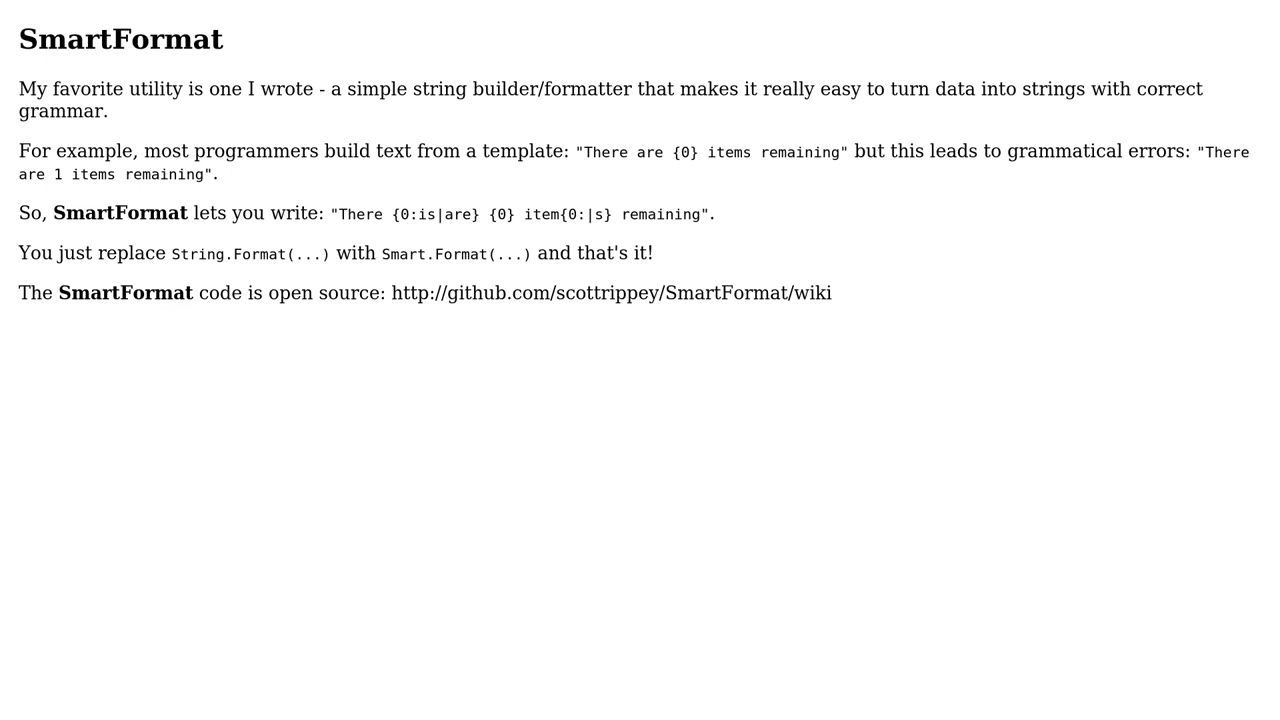 SmartFormat
My favorite utility is one I wrote - a simple string builder/formatter that makes it really easy to turn data into strings with correct
grammar.
For example, most programmers build text from a template: "There are {0} items remaining" but this leads to grammatical errors: "There
are 1 items remaining".
So, SmartFormat lets you write: "There {0:is|are} {0} item{0:|s} remaining".
You just replace String.Format(...) with Smart.Format(...) and that's it!
The SmartFormat code is open source: http://github.com/scottrippey/SmartFormat/wiki